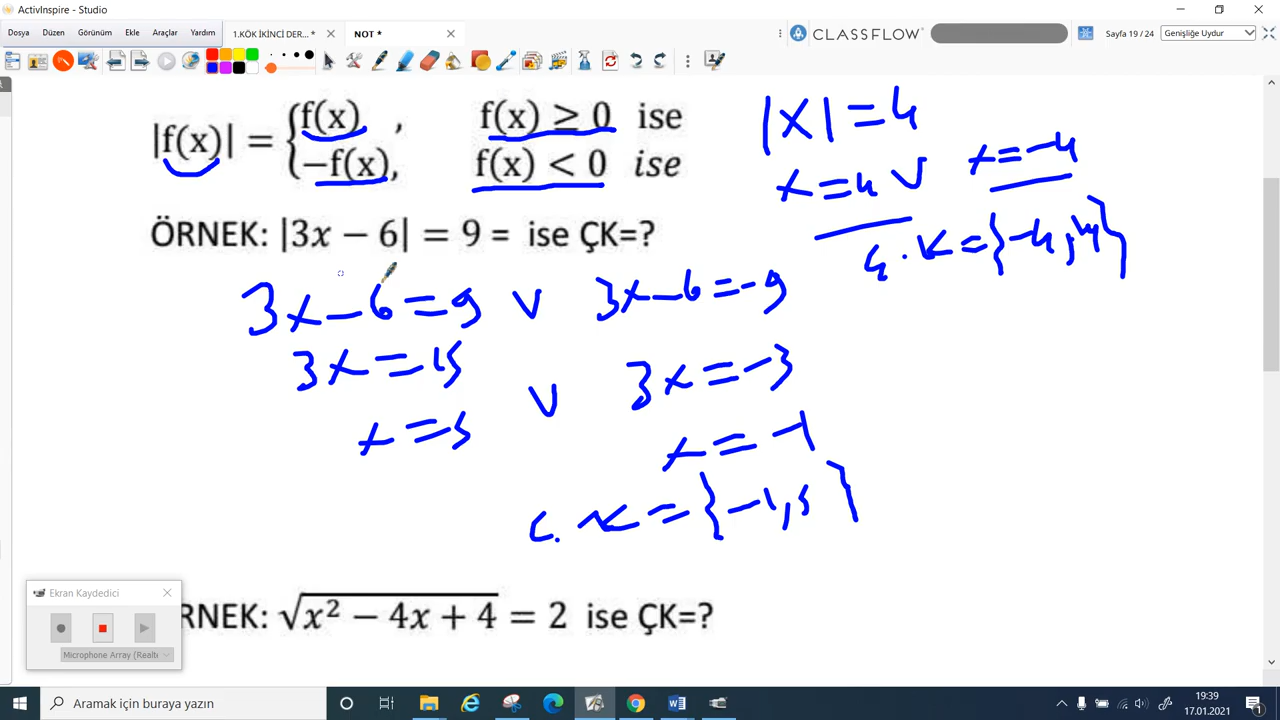 ActivInspire - Studio
Dosya Düzen Görünüm Ekle Araçlar Yardım
1.KÖK İKİNCİ DER... *
NOT *
CLASSFLOW
Sayfa 19 / 24
Genişliğe Uydur
|f(x)| = { f(x) , f(x) ≥ 0 ise
−f(x), f(x) < 0 ise
|x| = 4
x = 4 ∨ x = -4
Ç.K = {-4, 4}
ÖRNEK: |3x − 6| = 9 = ise ÇK=?
3x - 6 = 9 ∨ 3x - 6 = -9
3x = 15 ∨ 3x = -3
x = 5 x = -1
Ç.K = {-1, 5}
Ekran Kaydedici
Microphone Array (Realte
RNEK: √x² − 4x + 4 = 2 ise ÇK=?
Aramak için buraya yazın
19:39
17.01.2021
1